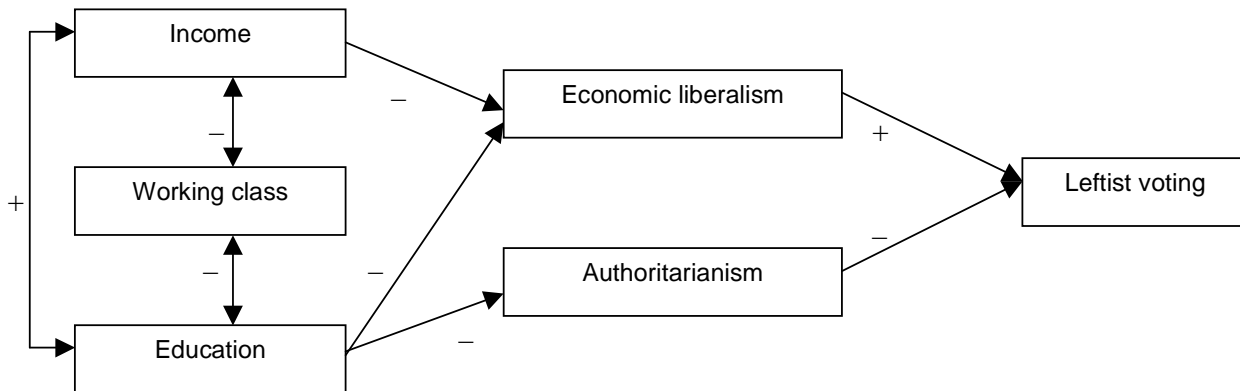 Income
–
Economic liberalism
–
+
Working class
Leftist voting
+
–
–
–
Authoritarianism
–
Education